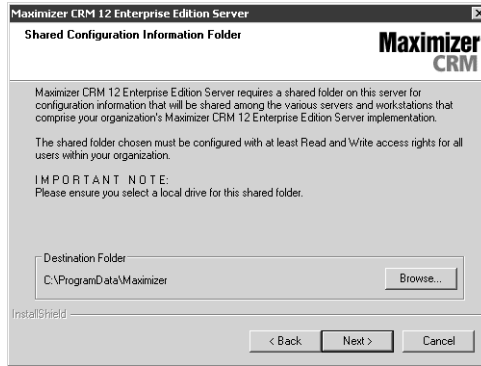 Maximizer CRM 12 Enterprise Edition Server
Shared Configuration Information Folder
Maximizer
CRM
Maximizer CRM 12 Enterprise Edition Server requires a shared folder on this server for
configuration information that will be shared among the various servers and workstations that
comprise your organization's Maximizer CRM 12 Enterprise Edition Server implementation.
The shared folder chosen must be configured with at least Read and Write access rights for all
users within your organization.
IMPORTANT NOTE:
Please ensure you select a local drive for this shared folder.
Destination Folder
C:\ProgramData\Maximizer
Browse...
InstallShield
< Back
Next >
Cancel